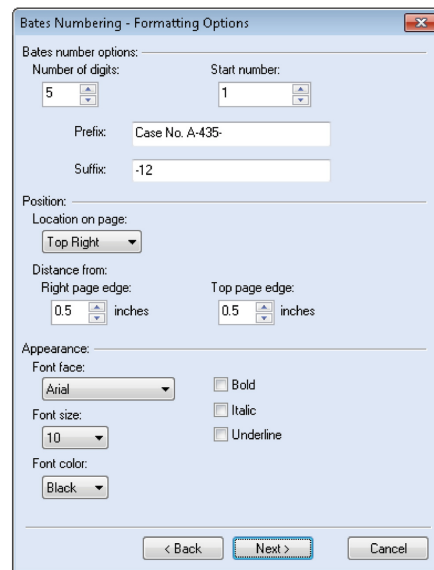 Bates Numbering - Formatting Options
Bates number options:
Number of digits: Start number:
5 1
Prefix: Case No. A-435-
Suffix: -12
Position:
Location on page:
Top Right
Distance from:
Right page edge: Top page edge:
0.5 inches 0.5 inches
Appearance:
Font face:
Arial Bold
Italic
Font size:
10 Underline
Font color:
Black
< Back Next > Cancel